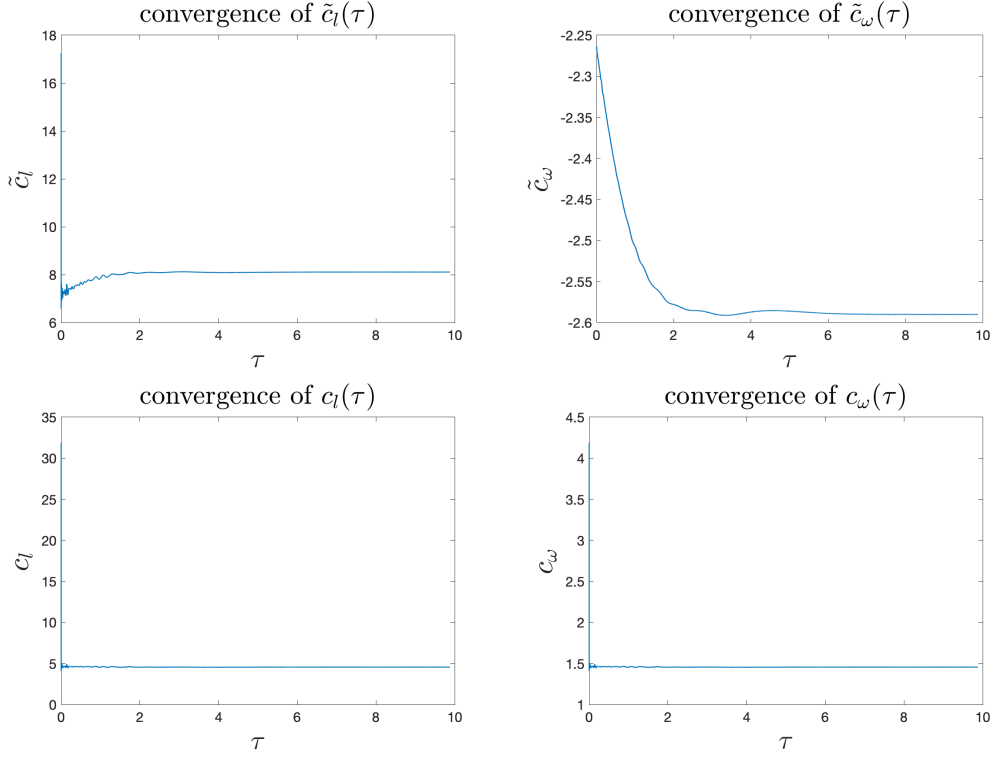 convergence of c̃_l(τ)
18
16
14
12
10
8
6
0 2 4 6 8 10
c̃_l
τ
convergence of c̃_ω(τ)
-2.25
-2.3
-2.35
-2.4
-2.45
-2.5
-2.55
-2.6
0 2 4 6 8 10
c̃_ω
τ
convergence of c_l(τ)
35
30
25
20
15
10
5
0
0 2 4 6 8 10
c_l
τ
convergence of c_ω(τ)
4.5
4
3.5
3
2.5
2
1.5
1
0 2 4 6 8 10
c_ω
τ